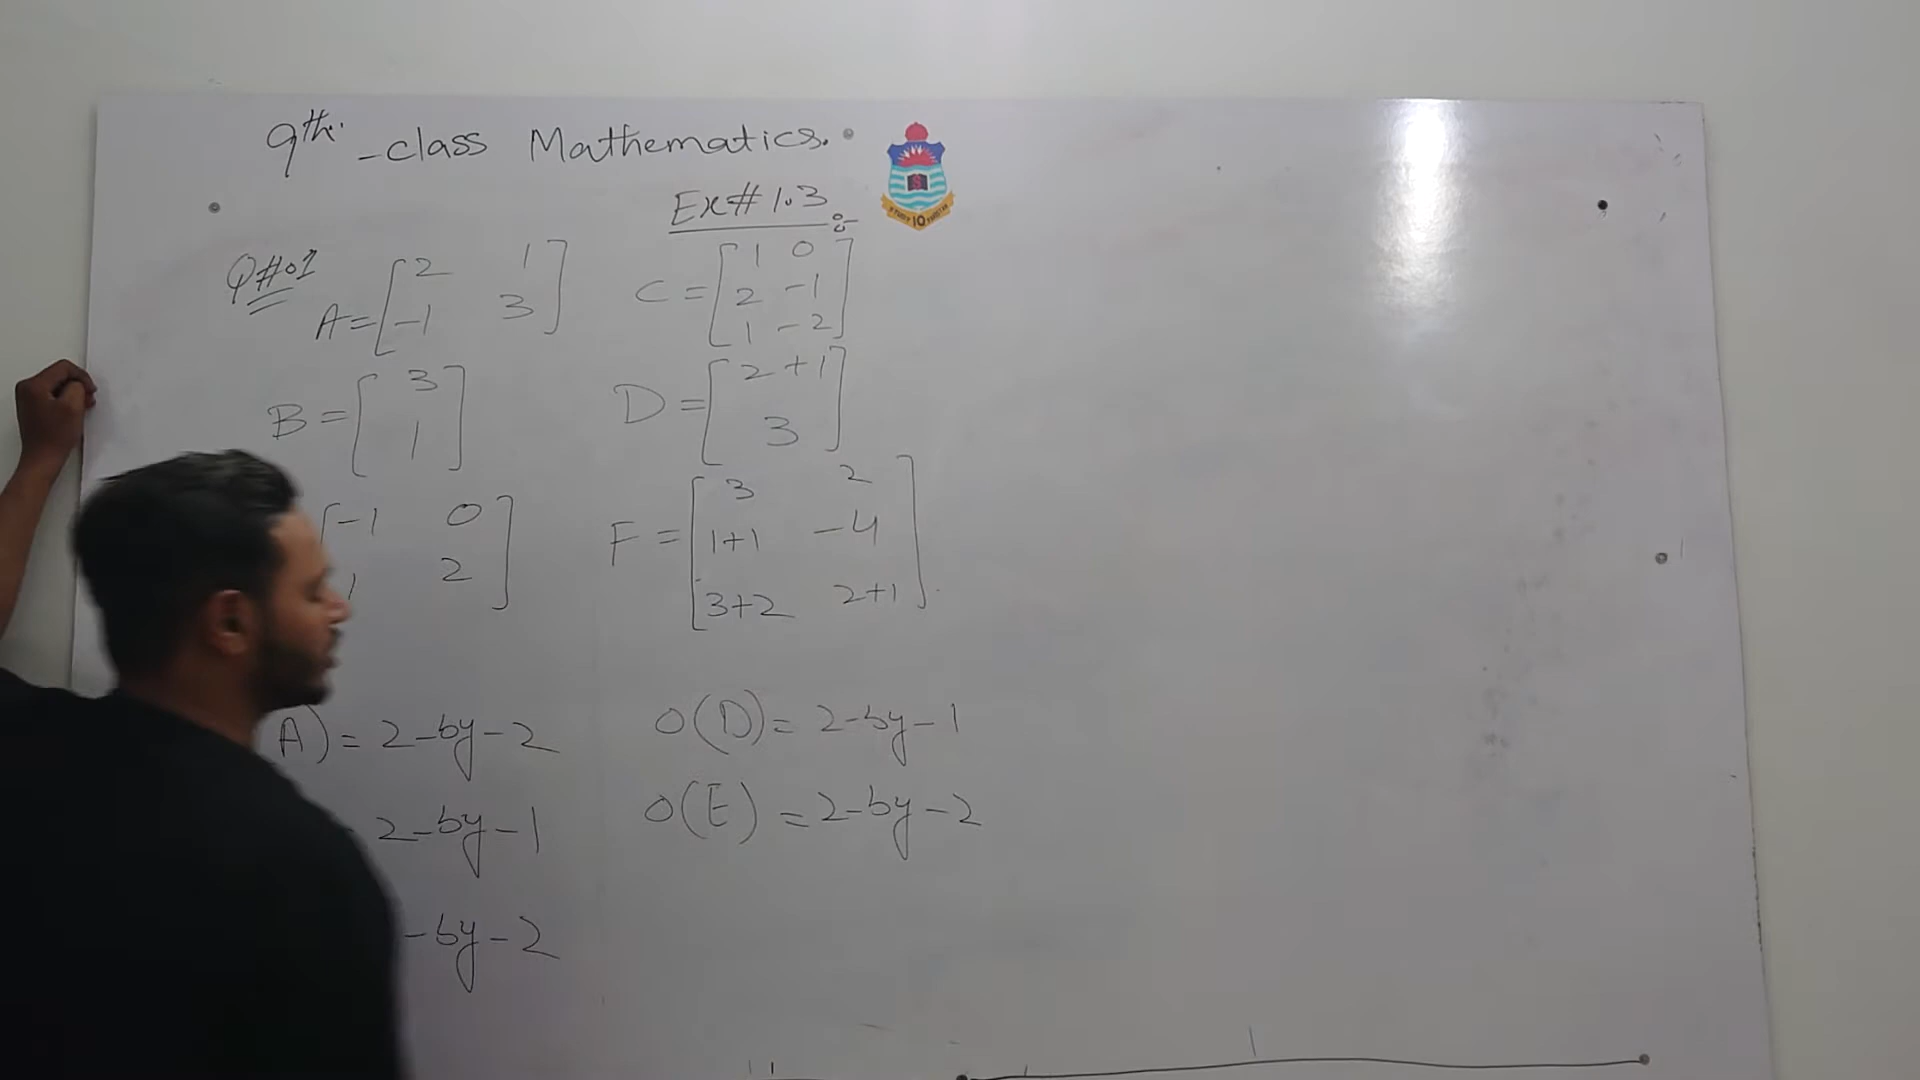 9th. - class Mathematics.
Ex# 1.3 :-
Q#01
A = [ 2 1
-1 3 ]
C = [ 1 0
2 -1
1 -2 ]
B = [ 3
1 ]
D = [ 2+1
3 ]
[ -1 0
1 2 ]
F = [ 3 2
1+1 -4
3+2 2+1 ].
A) = 2-by-2
2-by-1
-by-2
O(D) = 2-by-1
O(E) = 2-by-2